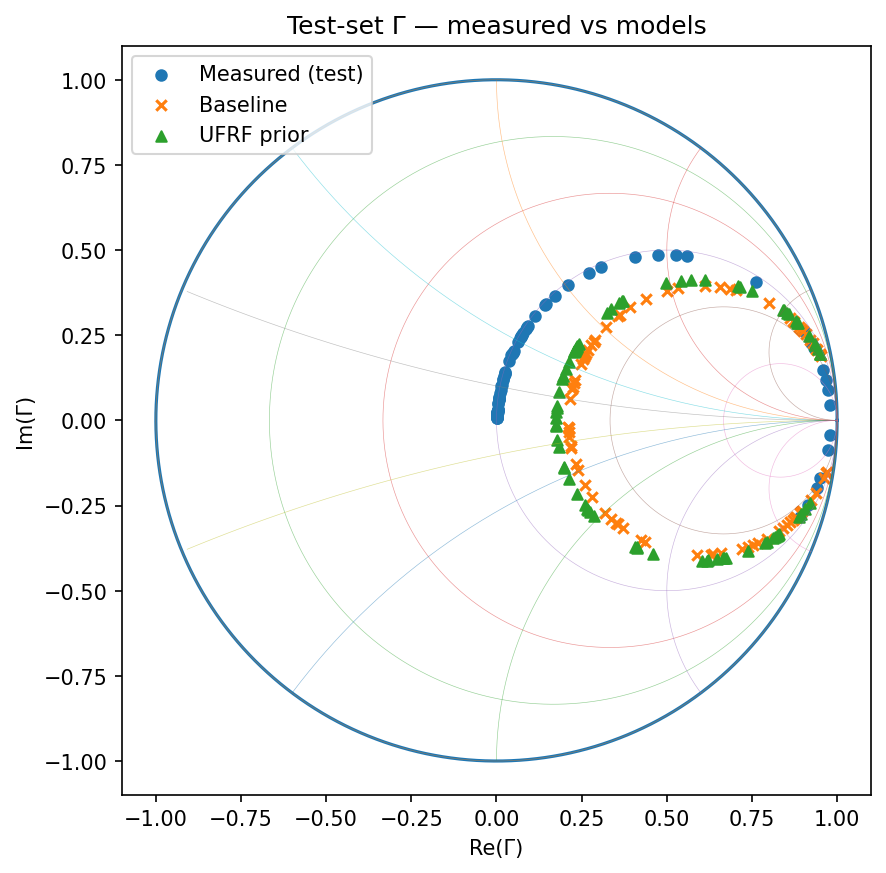 Test-set Γ — measured vs models
Measured (test)
Baseline
UFRF prior
1.00
0.75
0.50
0.25
0.00
−0.25
−0.50
−0.75
−1.00
Im(Γ)
−1.00 −0.75 −0.50 −0.25 0.00 0.25 0.50 0.75 1.00
Re(Γ)